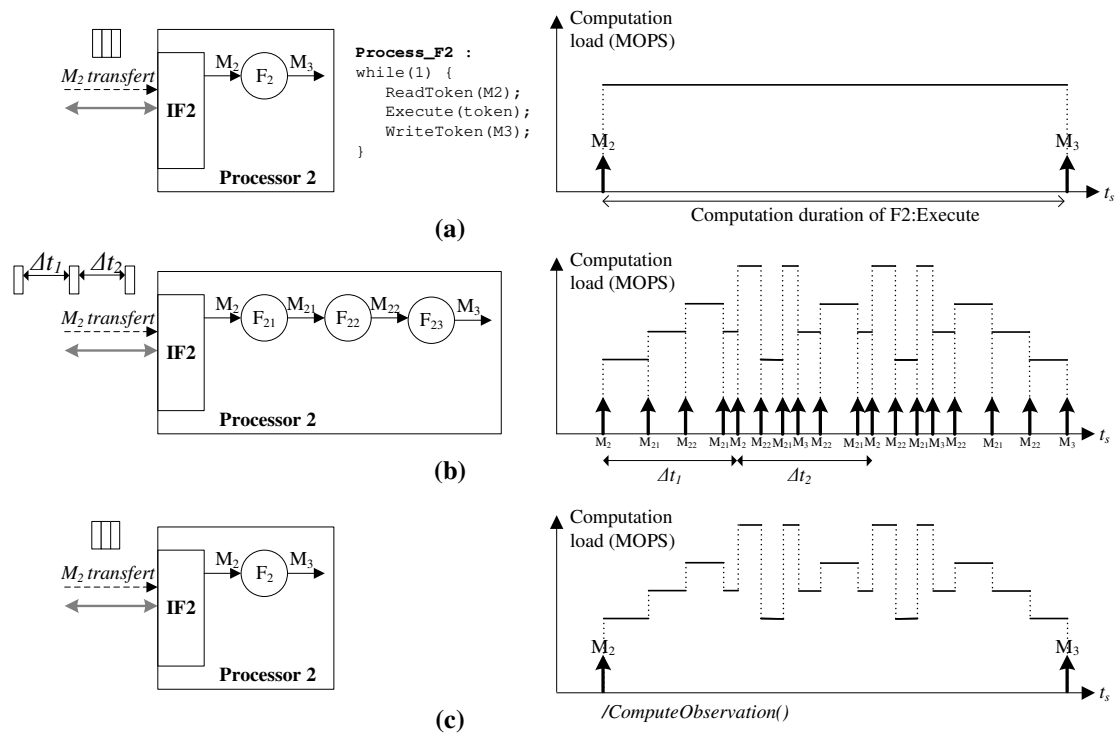 M2 transfert
IF2
M2
F2
M3
Processor 2
Process_F2 :
while(1) {
ReadToken(M2);
Execute(token);
WriteToken(M3);
}
Computation
load (MOPS)
M2
M3
ts
Computation duration of F2:Execute
(a)
Δt1
Δt2
M2 transfert
IF2
M2
F21
M21
F22
M22
F23
M3
Processor 2
Computation
load (MOPS)
M2 M21 M22 M21 M2 M22 M21 M3 M22 M21 M2 M22 M21 M3 M22 M21 M22 M3
ts
Δt1
Δt2
(b)
M2 transfert
IF2
M2
F2
M3
Processor 2
Computation
load (MOPS)
M2
M3
ts
/ComputeObservation()
(c)